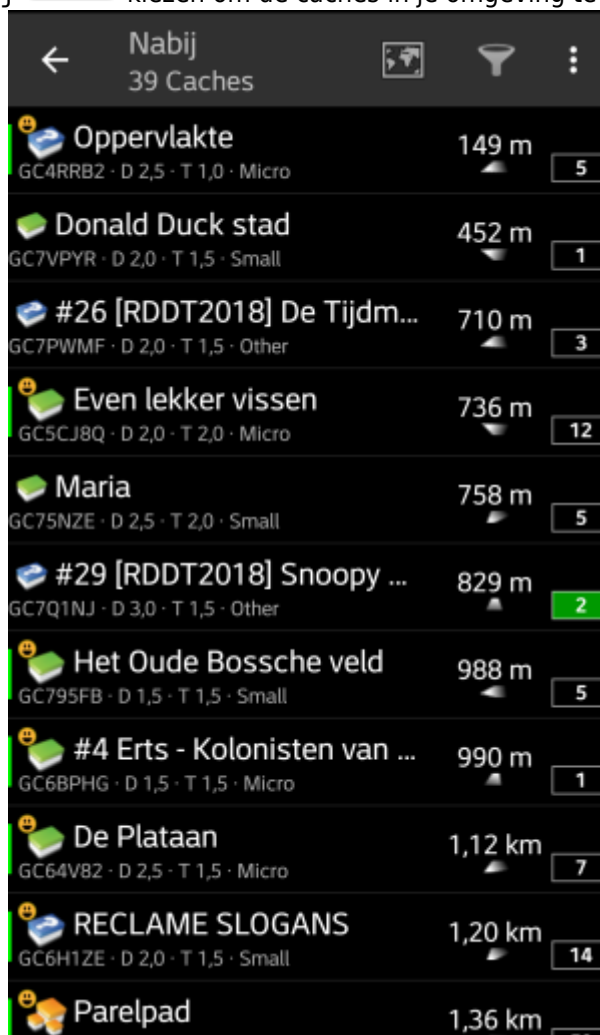 kiezen om de caches in je omgeving te
Nabij
39 Caches
Oppervlakte
149 m
GC4RRB2 · D 2,5 · T 1,0 · Micro
5
Donald Duck stad
452 m
GC7VPYR · D 2,0 · T 1,5 · Small
1
#26 [RDDT2018] De Tijdm...
710 m
GC7PWMF · D 2,0 · T 1,5 · Other
3
Even lekker vissen
736 m
GC5CJ8Q · D 2,0 · T 2,0 · Micro
12
Maria
758 m
GC75NZE · D 2,5 · T 2,0 · Small
5
#29 [RDDT2018] Snoopy ...
829 m
GC7Q1NJ · D 3,0 · T 1,5 · Other
2
Het Oude Bossche veld
988 m
GC795FB · D 1,5 · T 1,5 · Small
5
#4 Erts - Kolonisten van ...
990 m
GC6BPHG · D 1,5 · T 1,5 · Micro
1
De Plataan
1,12 km
GC64V82 · D 2,5 · T 1,5 · Micro
7
RECLAME SLOGANS
1,20 km
GC6H1ZE · D 2,0 · T 1,5 · Small
14
Parelpad
1,36 km